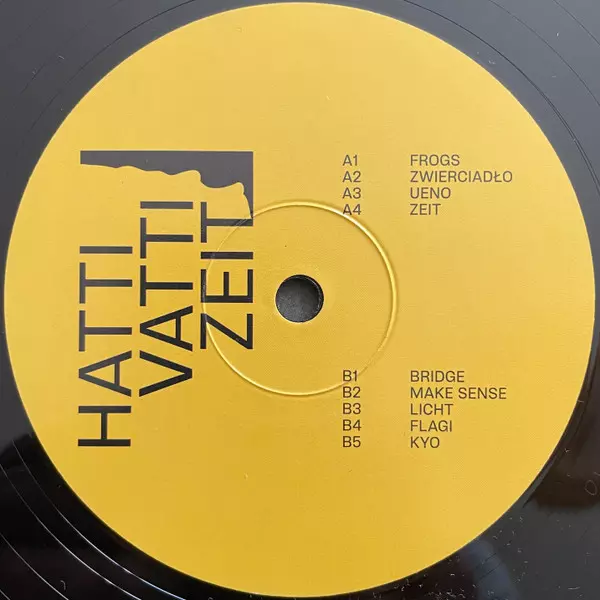 HATTI
VATTI
ZEIT
A1 FROGS
A2 ZWIERCIADŁO
A3 UENO
A4 ZEIT
B1 BRIDGE
B2 MAKE SENSE
B3 LICHT
B4 FLAGI
B5 KYO